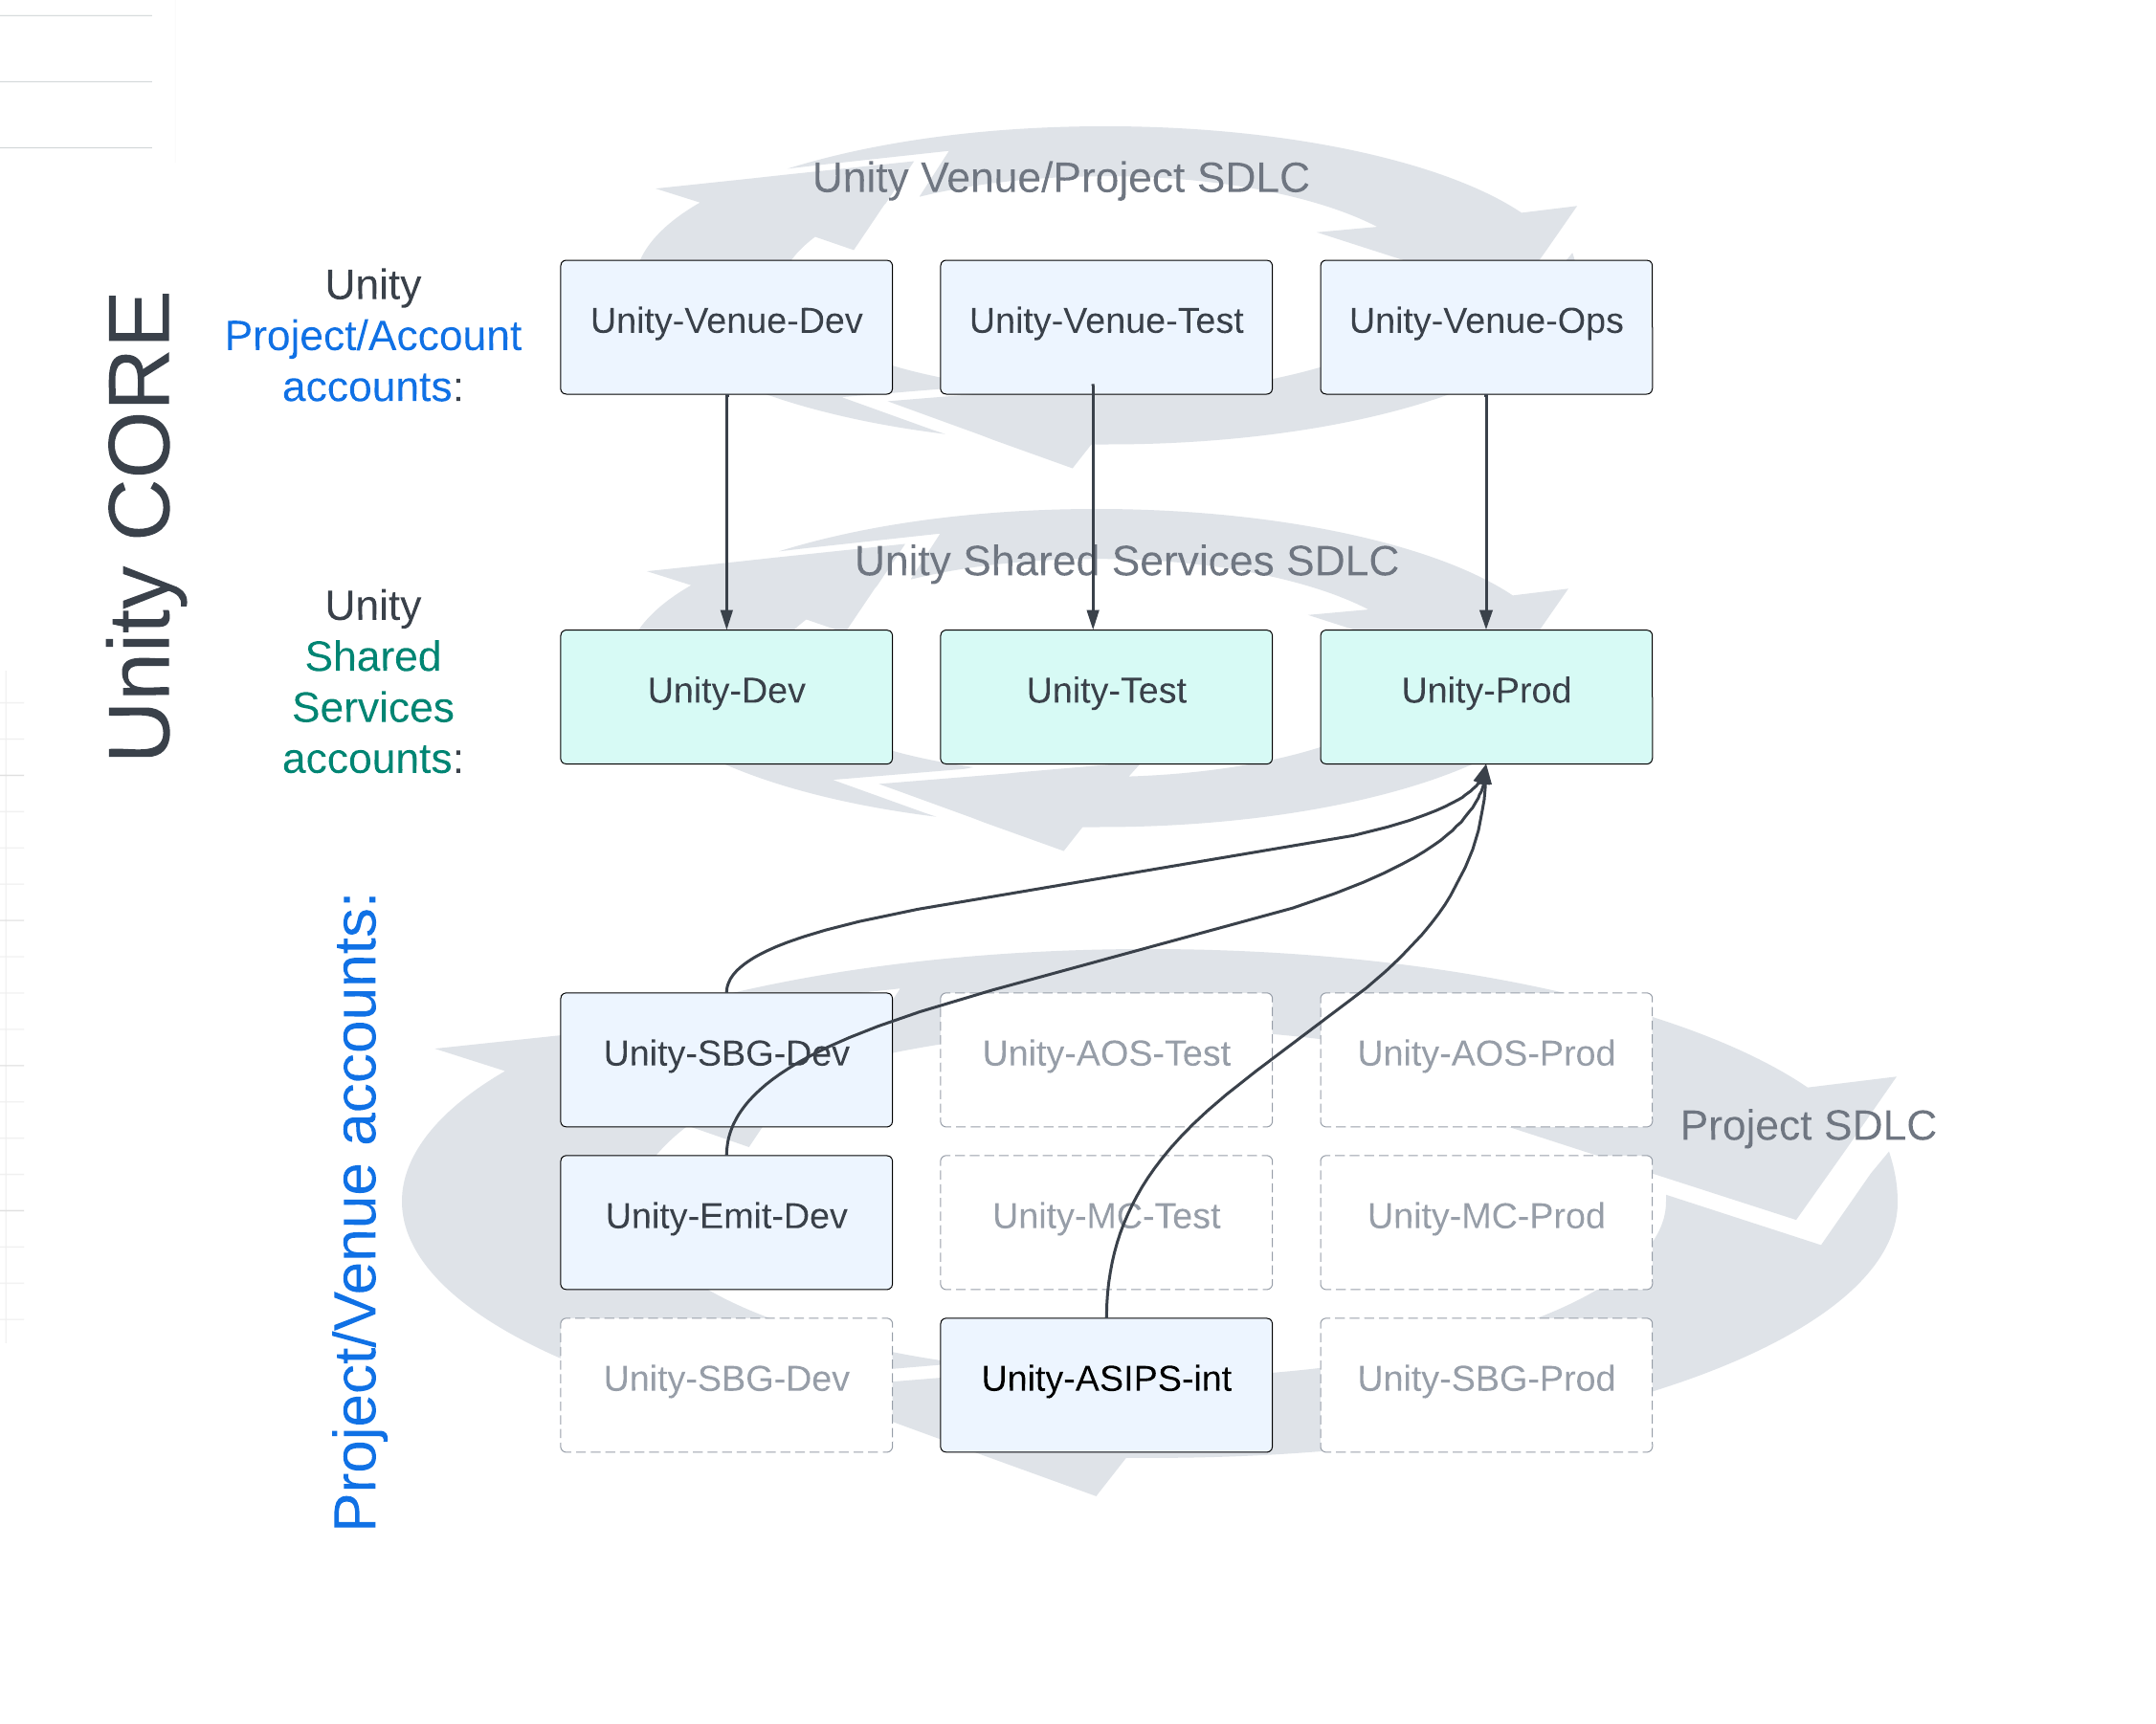 Unity Venue/Project SDLC
Unity CORE
Unity
Project/Account
accounts:
Unity-Venue-Dev
Unity-Venue-Test
Unity-Venue-Ops
Unity Shared Services SDLC
Unity
Shared
Services
accounts:
Unity-Dev
Unity-Test
Unity-Prod
Project/Venue accounts:
Unity-SBG-Dev
Unity-AOS-Test
Unity-AOS-Prod
Project SDLC
Unity-Emit-Dev
Unity-MC-Test
Unity-MC-Prod
Unity-SBG-Dev
Unity-ASIPS-int
Unity-SBG-Prod